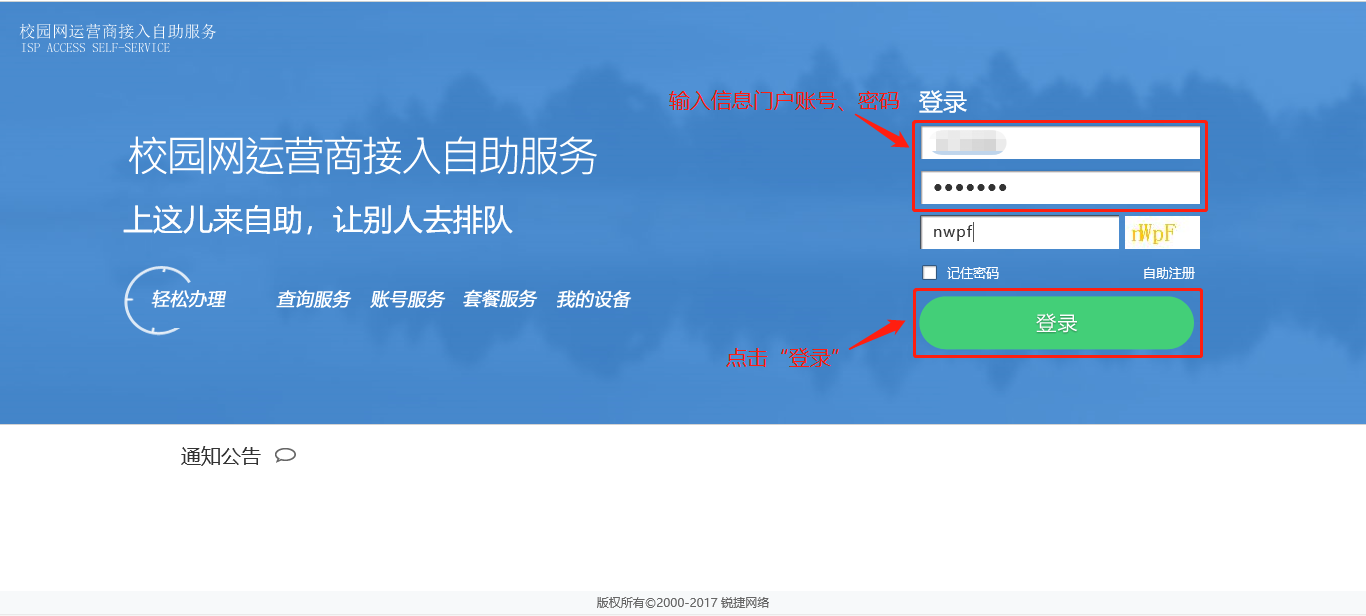 校园网运营商接入自助服务
ISP ACCESS SELF-SERVICE
输入信息门户账号、密码
登录
校园网运营商接入自助服务
上这儿来自助，让别人去排队
nwpf
nWpF
记住密码
自助注册
轻松办理 查询服务 账号服务 套餐服务 我的设备
登录
点击“登录”
通知公告
版权所有©2000-2017 锐捷网络